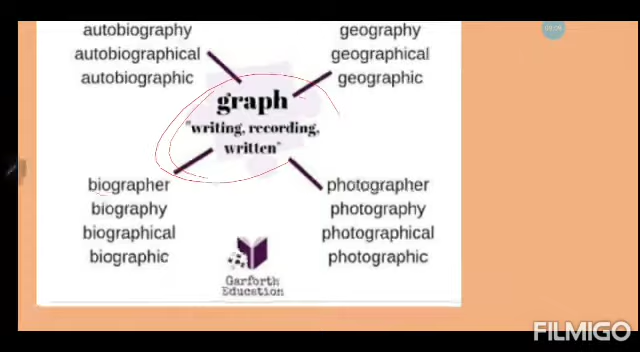 autobiography
autobiographical
autobiographic
geography
geographical
geographic
graph
"writing, recording,
written"
biographer
biography
biographical
biographic
photographer
photography
photographical
photographic
Garforth
Education
FILMIGO